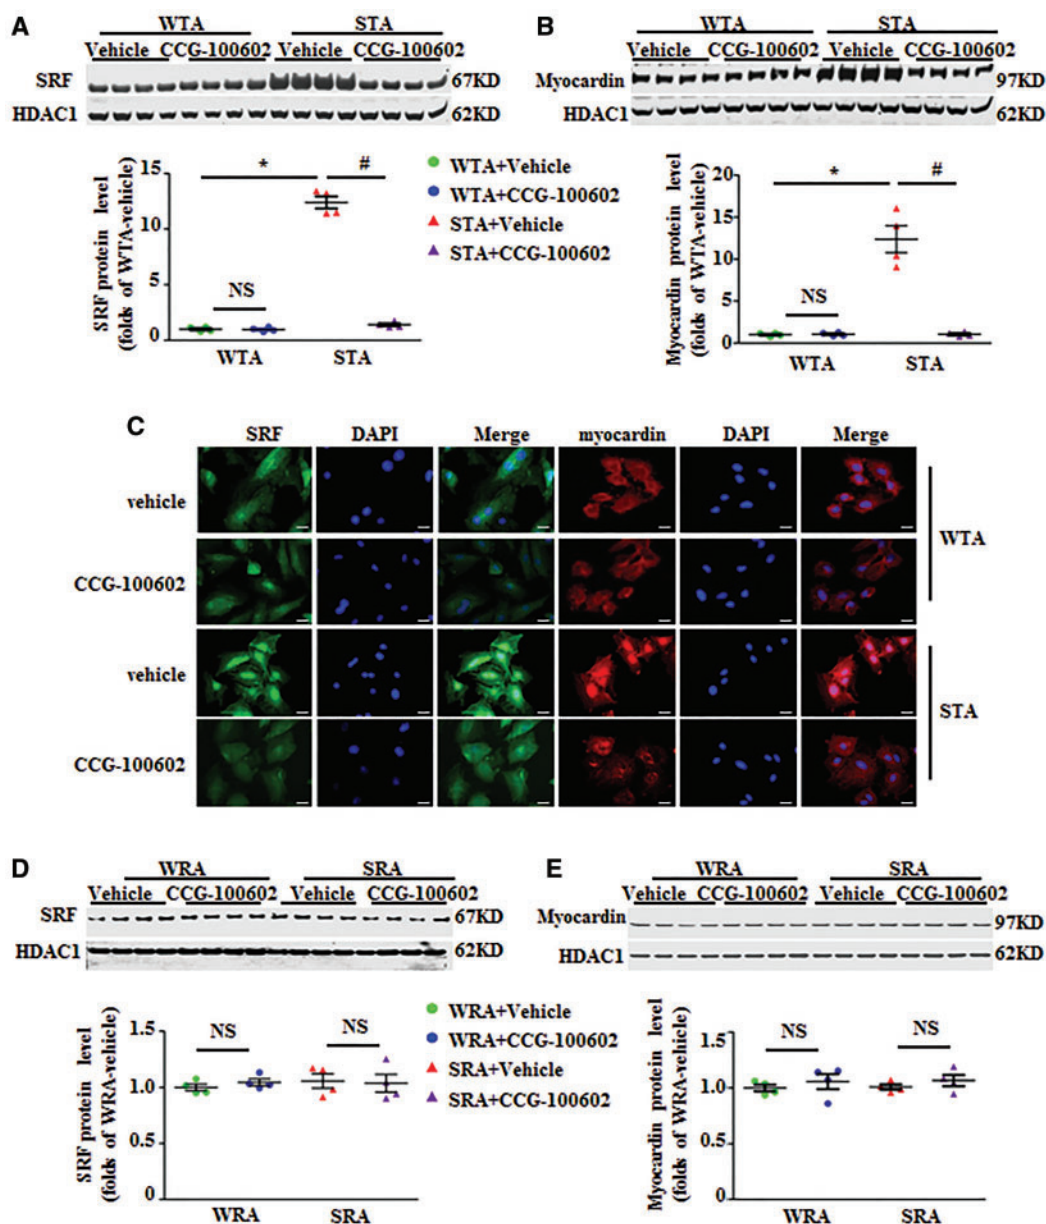 A
WTA STA
Vehicle CCG-100602 Vehicle CCG-100602
SRF 67KD
HDAC1 62KD
SRF protein level
(folds of WTA-vehicle)
15
10
5
0
*
#
NS
WTA STA
WTA+Vehicle
WTA+CCG-100602
STA+Vehicle
STA+CCG-100602
B
WTA STA
Vehicle CCG-100602 Vehicle CCG-100602
Myocardin 97KD
HDAC1 62KD
Myocardin protein level
(folds of WTA-vehicle)
20
15
10
5
0
*
#
NS
WTA STA
C
SRF DAPI Merge myocardin DAPI Merge
vehicle
CCG-100602
WTA
vehicle
CCG-100602
STA
D
WRA SRA
Vehicle CCG-100602 Vehicle CCG-100602
SRF 67KD
HDAC1 62KD
SRF protein level
(folds of WRA-vehicle)
1.5
1.0
0.5
0
NS NS
WRA SRA
WRA+Vehicle
WRA+CCG-100602
SRA+Vehicle
SRA+CCG-100602
E
WRA SRA
Vehicle CCG-100602 Vehicle CCG-100602
Myocardin 97KD
HDAC1 62KD
Myocardin protein level
(folds of WRA-vehicle)
1.5
1.0
0.5
0
NS NS
WRA SRA